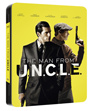 THE MAN FROM
U.N.C.L.E.